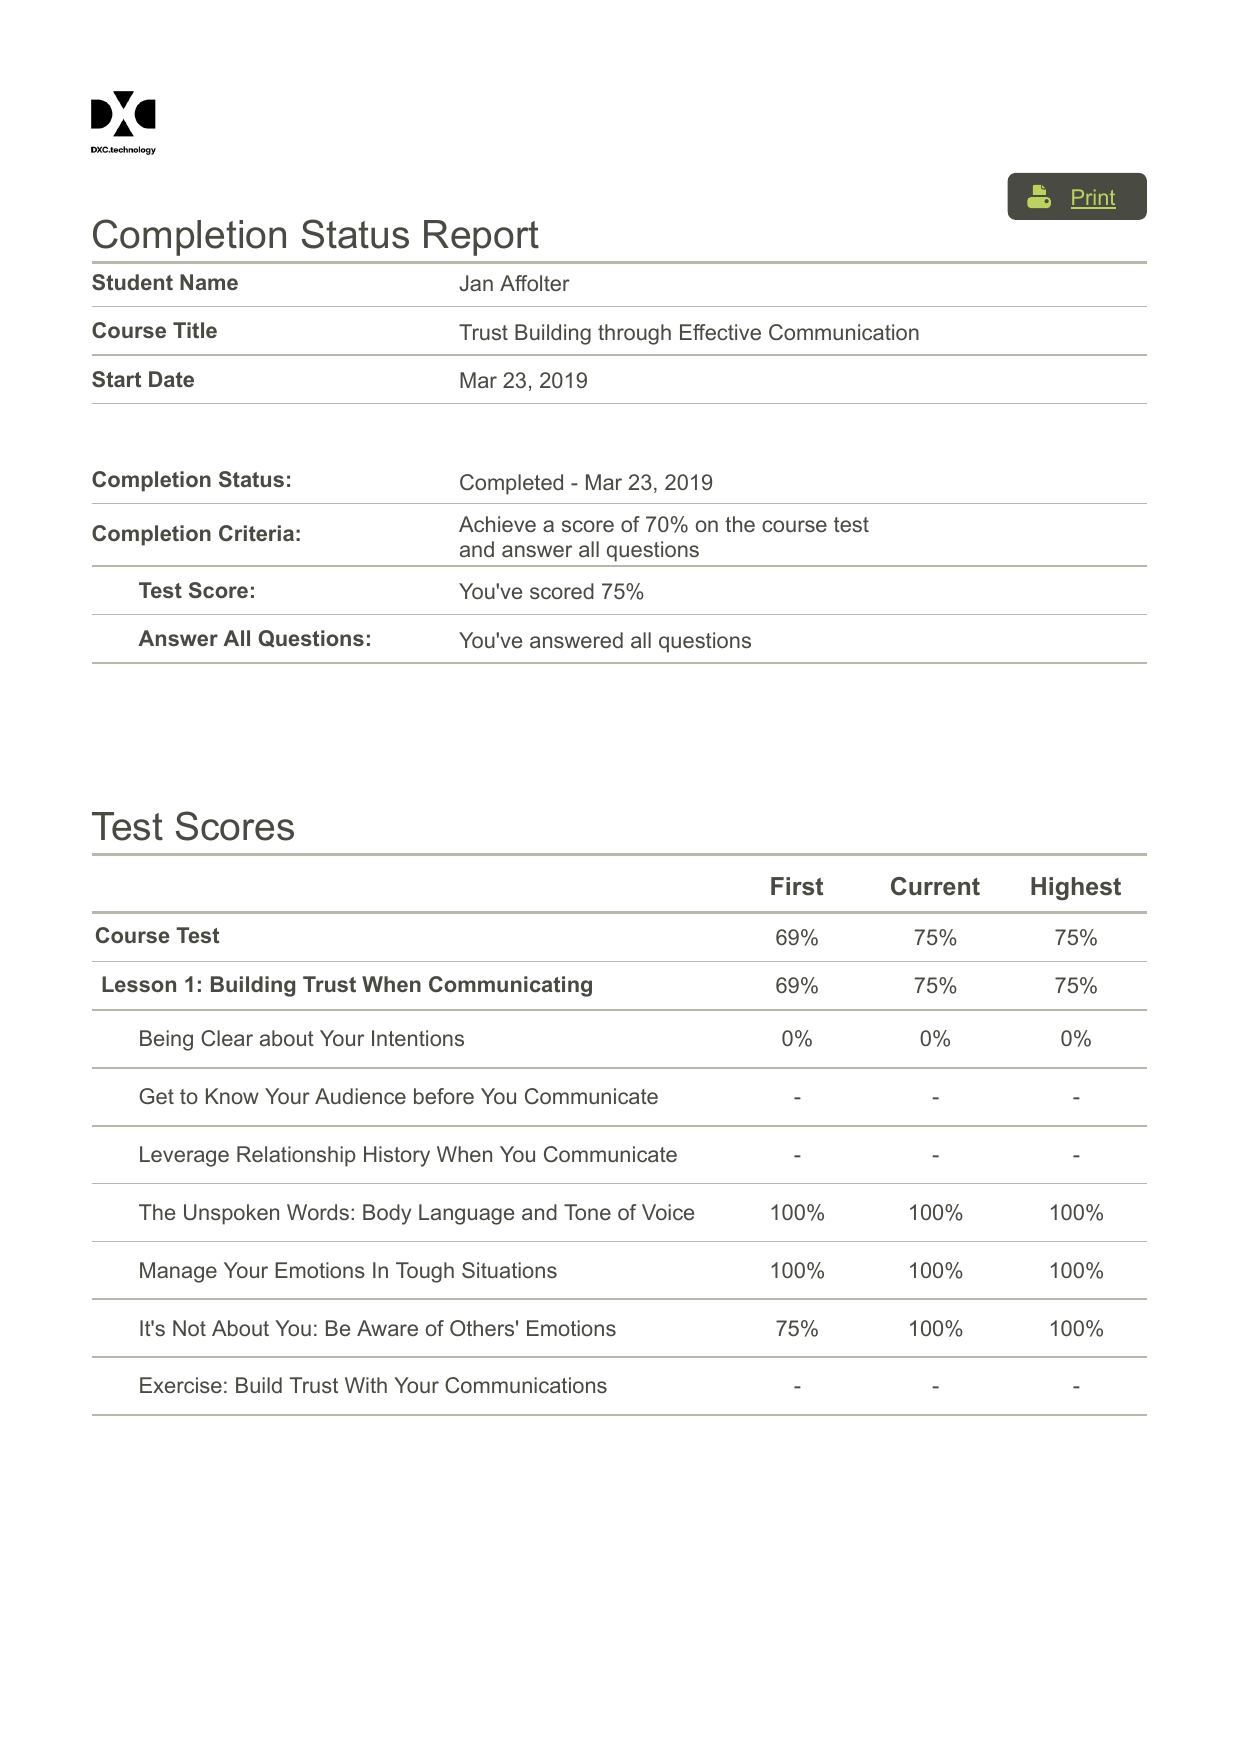 DXC.technology
Print
Completion Status Report
Student Name Jan Affolter
Course Title Trust Building through Effective Communication
Start Date Mar 23, 2019
Completion Status: Completed - Mar 23, 2019
Completion Criteria: Achieve a score of 70% on the course test
and answer all questions
Test Score: You've scored 75%
Answer All Questions: You've answered all questions
Test Scores
First Current Highest
Course Test 69% 75% 75%
Lesson 1: Building Trust When Communicating 69% 75% 75%
Being Clear about Your Intentions 0% 0% 0%
Get to Know Your Audience before You Communicate - - -
Leverage Relationship History When You Communicate - - -
The Unspoken Words: Body Language and Tone of Voice 100% 100% 100%
Manage Your Emotions In Tough Situations 100% 100% 100%
It's Not About You: Be Aware of Others' Emotions 75% 100% 100%
Exercise: Build Trust With Your Communications - - -